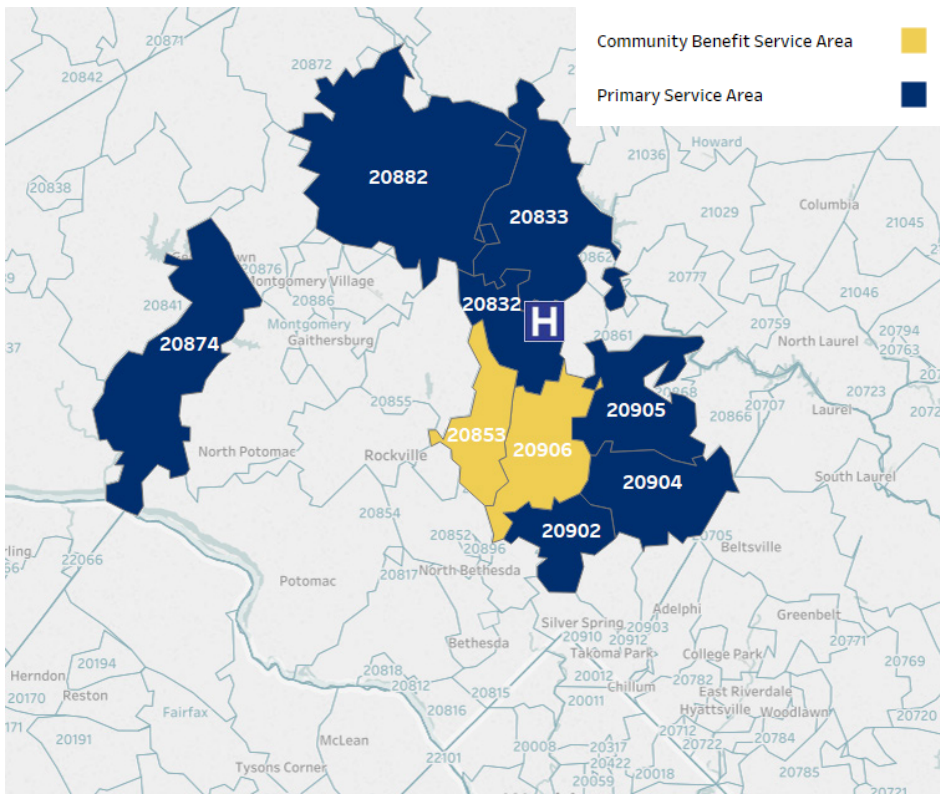 Community Benefit Service Area
Primary Service Area
20871
20842
20872
21036
Howard
20838
20882
20833
21029
Columbia
21045
20862
20777
20876
Montgomery Village
20841
20886
20832
H
21046
Montgomery
Gaithersburg
20861
20759
North Laurel
20794
20763
20874
20855
20853
20905
20868
20866
20707
20723
Laurel
North Potomac
Rockville
20906
20904
South Laurel
20854
20852
20896
20902
20705
Beltsville
22066
Potomac
20817
North Bethesda
Adelphi
Greenbelt
Silver Spring
20903
20910
20912
20771
Bethesda
Takoma Park
College Park
20769
Herndon
20194
20170
Reston
20818
20812
20815
20012
20782
Chillum
East Riverdale
20011
Hyattsville
Woodlawn
20720
Fairfax
20816
20191
McLean
20712
20722
20784
22101
20008
20317
20422
20018
20785
Tysons Corner
20059
20721